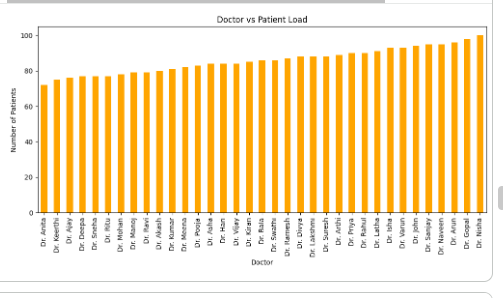 Doctor vs Patient Load
Number of Patients
100
80
60
40
20
0
Dr. Anita
Dr. Keerthi
Dr. Ajay
Dr. Deepa
Dr. Sneha
Dr. Ritu
Dr. Mohan
Dr. Manoj
Dr. Ravi
Dr. Akash
Dr. Kumar
Dr. Meena
Dr. Pooja
Dr. Asha
Dr. Hari
Dr. Vijay
Dr. Kiran
Dr. Swathi
Dr. Ramesh
Dr. Divya
Dr. Lakshmi
Dr. Suresh
Dr. Arthi
Dr. Priya
Dr. Rahul
Dr. Latha
Dr. Isha
Dr. Varun
Dr. John
Dr. Sanjay
Dr. Naveen
Dr. Arun
Dr. Gopal
Dr. Nisha
Doctor